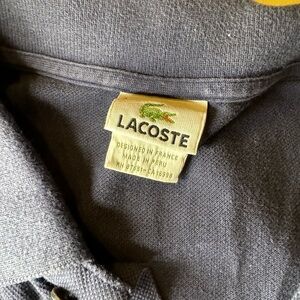 LACOSTE
DESIGNED IN FRANCE
MADE IN PERU